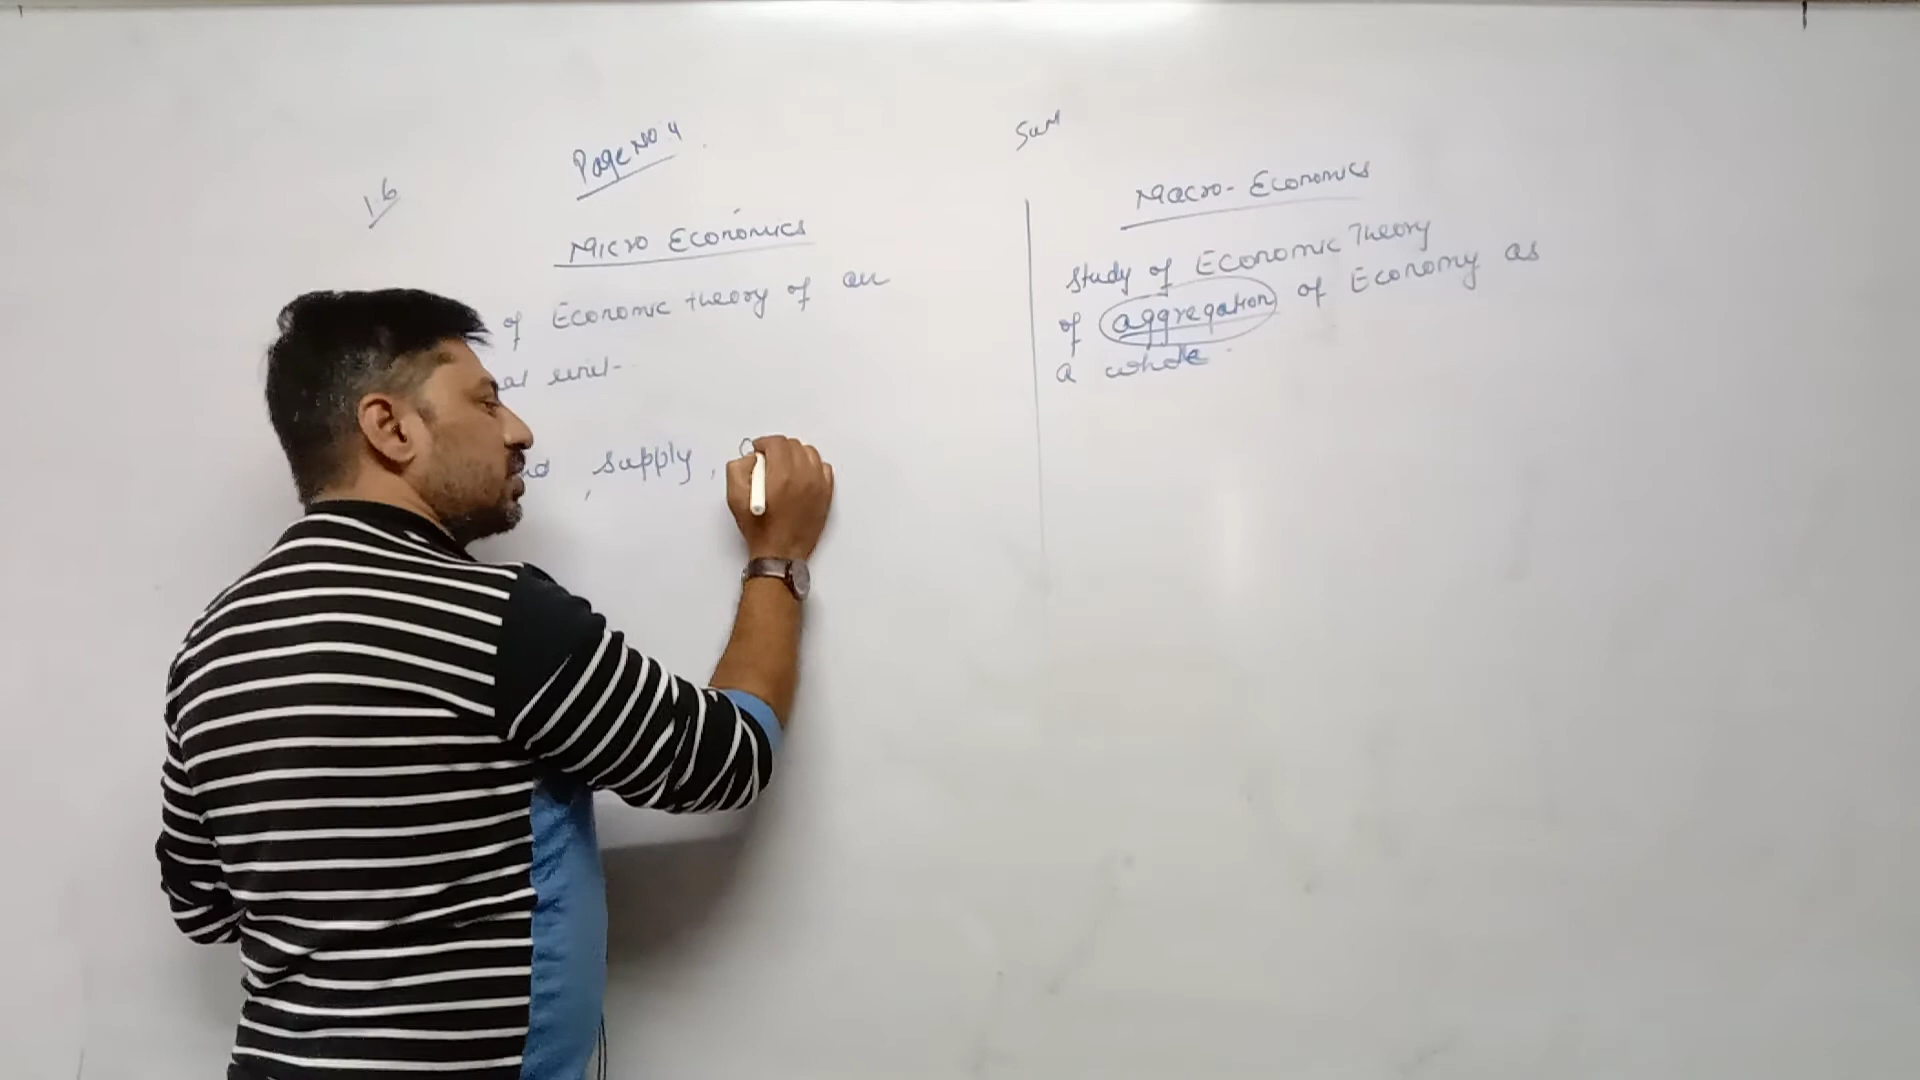 Page No 4
1.6
Micro Economics
of Economic theory of an
unit
supply,
Sum
Macro-Economics
Study of Economic Theory
of aggregation of Economy as
a whole.